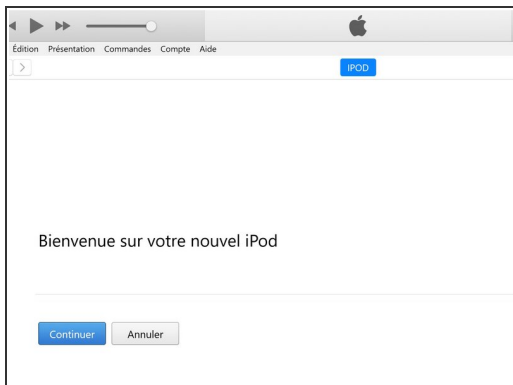 Édition Présentation Commandes Compte Aide
IPOD
Bienvenue sur votre nouvel iPod
Continuer Annuler